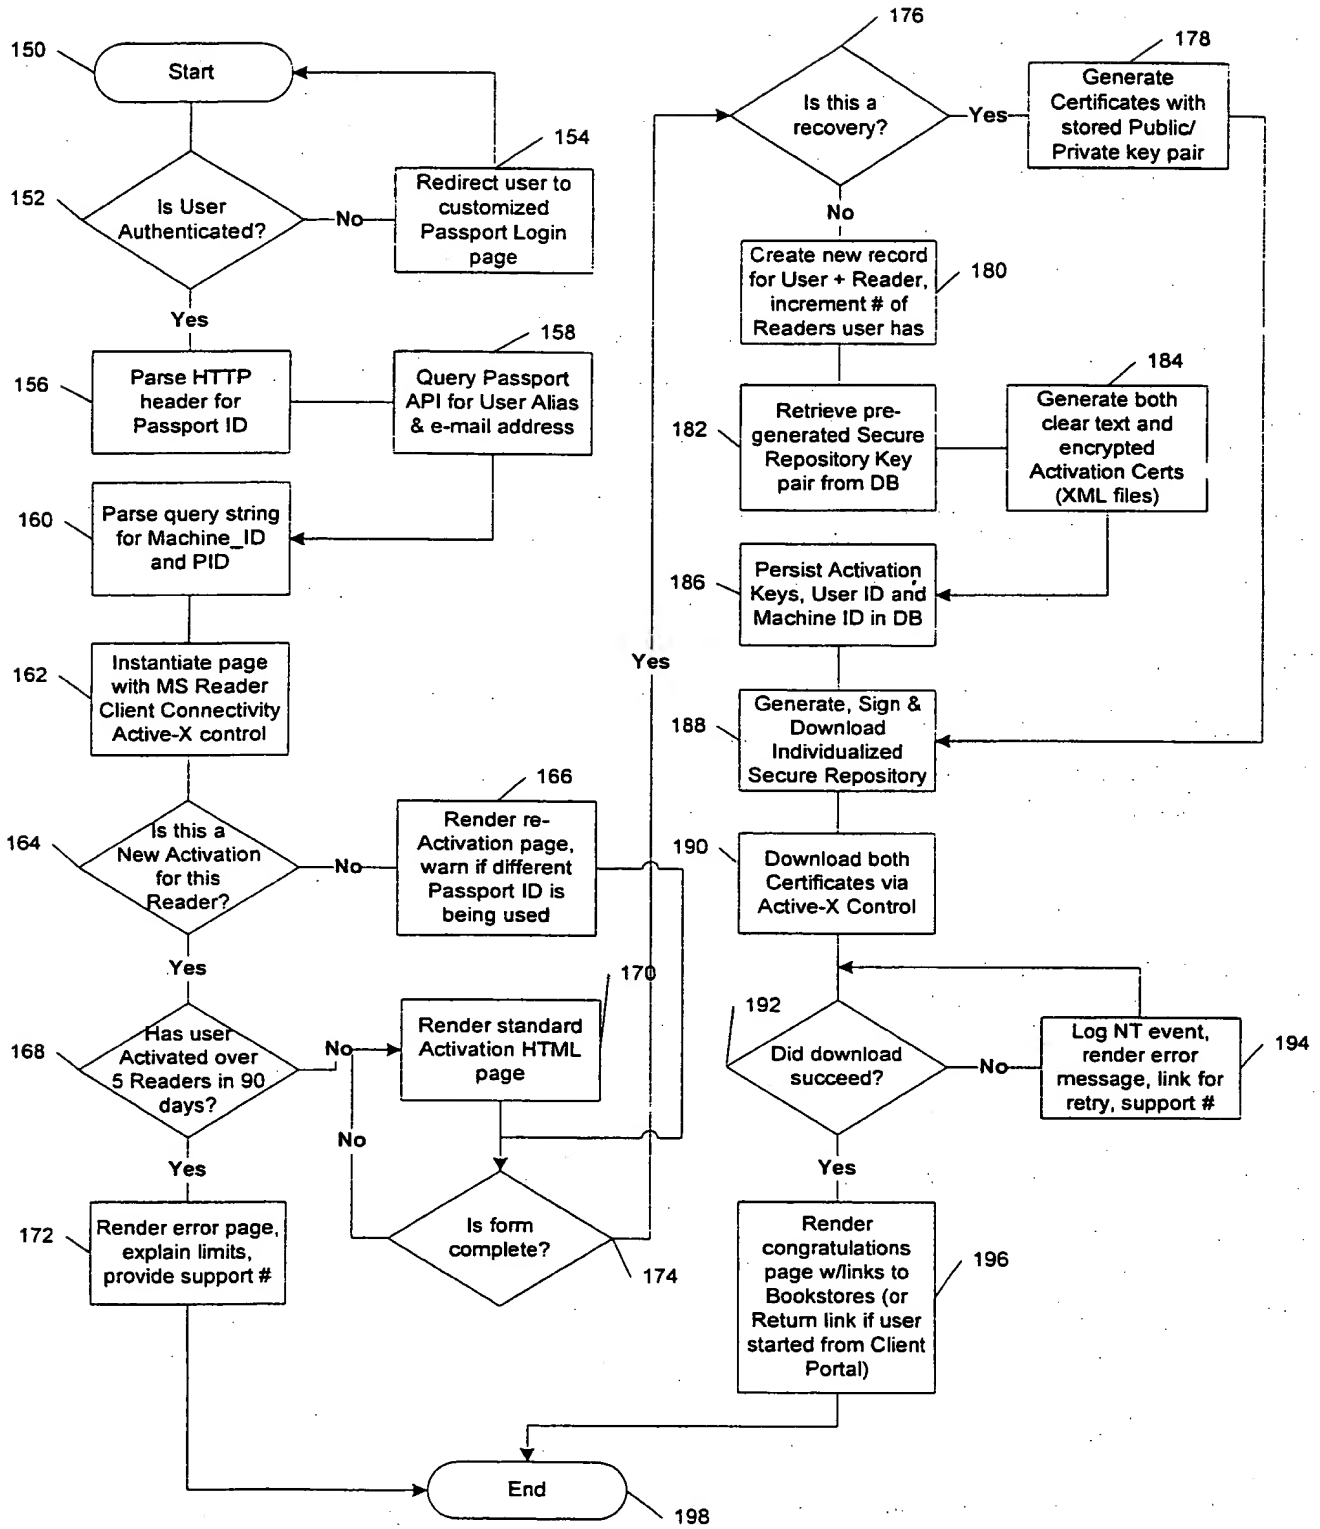 150
Start
152
Is User
Authenticated?
No
154
Redirect user to
customized
Passport Login
page
Yes
156
Parse HTTP
header for
Passport ID
158
Query Passport
API for User Alias
& e-mail address
160
Parse query string
for Machine_ID
and PID
162
Instantiate page
with MS Reader
Client Connectivity
Active-X control
164
Is this a
New Activation
for this
Reader?
No
166
Render re-
Activation page,
warn if different
Passport ID is
being used
Yes
168
Has user
Activated over
5 Readers in 90
days?
No
170
Render standard
Activation HTML
page
No
Yes
172
Render error page,
explain limits,
provide support #
Is form
complete?
174
Yes
176
Is this a
recovery?
Yes
178
Generate
Certificates with
stored Public/
Private key pair
No
180
Create new record
for User + Reader,
increment # of
Readers user has
182
Retrieve pre-
generated Secure
Repository Key
pair from DB
184
Generate both
clear text and
encrypted
Activation Certs
(XML files)
186
Persist Activation
Keys, User ID and
Machine ID in DB
188
Generate, Sign &
Download
Individualized
Secure Repository
190
Download both
Certificates via
Active-X Control
192
Did download
succeed?
No
194
Log NT event,
render error
message, link for
retry, support #
Yes
196
Render
congratulations
page w/links to
Bookstores (or
Return link if user
started from Client
Portal)
End
198